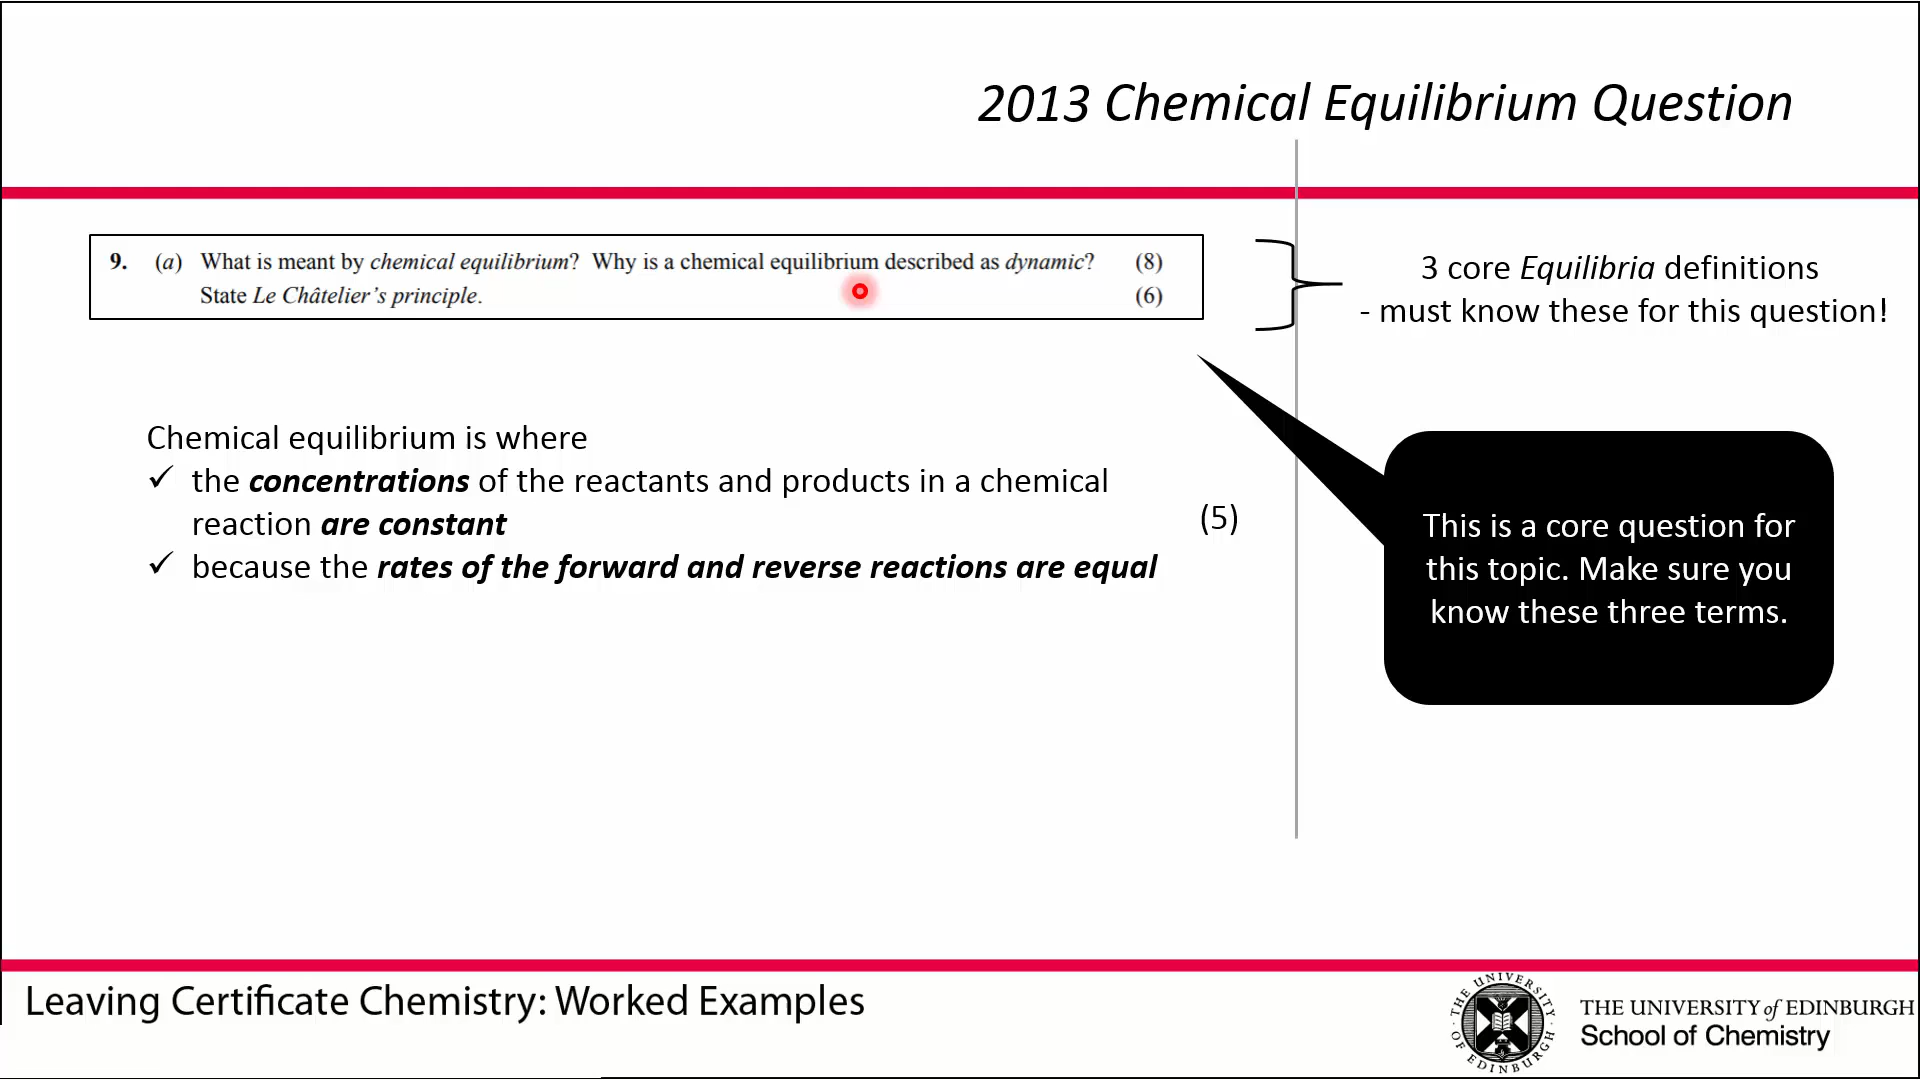 2013 Chemical Equilibrium Question
9. (a) What is meant by chemical equilibrium? Why is a chemical equilibrium described as dynamic? (8)
State Le Châtelier's principle. (6)
3 core Equilibria definitions
- must know these for this question!
Chemical equilibrium is where
✓ the concentrations of the reactants and products in a chemical
reaction are constant
✓ because the rates of the forward and reverse reactions are equal
(5)
This is a core question for
this topic. Make sure you
know these three terms.
Leaving Certificate Chemistry: Worked Examples
THE UNIVERSITY OF EDINBURGH
THE UNIVERSITY of EDINBURGH
School of Chemistry